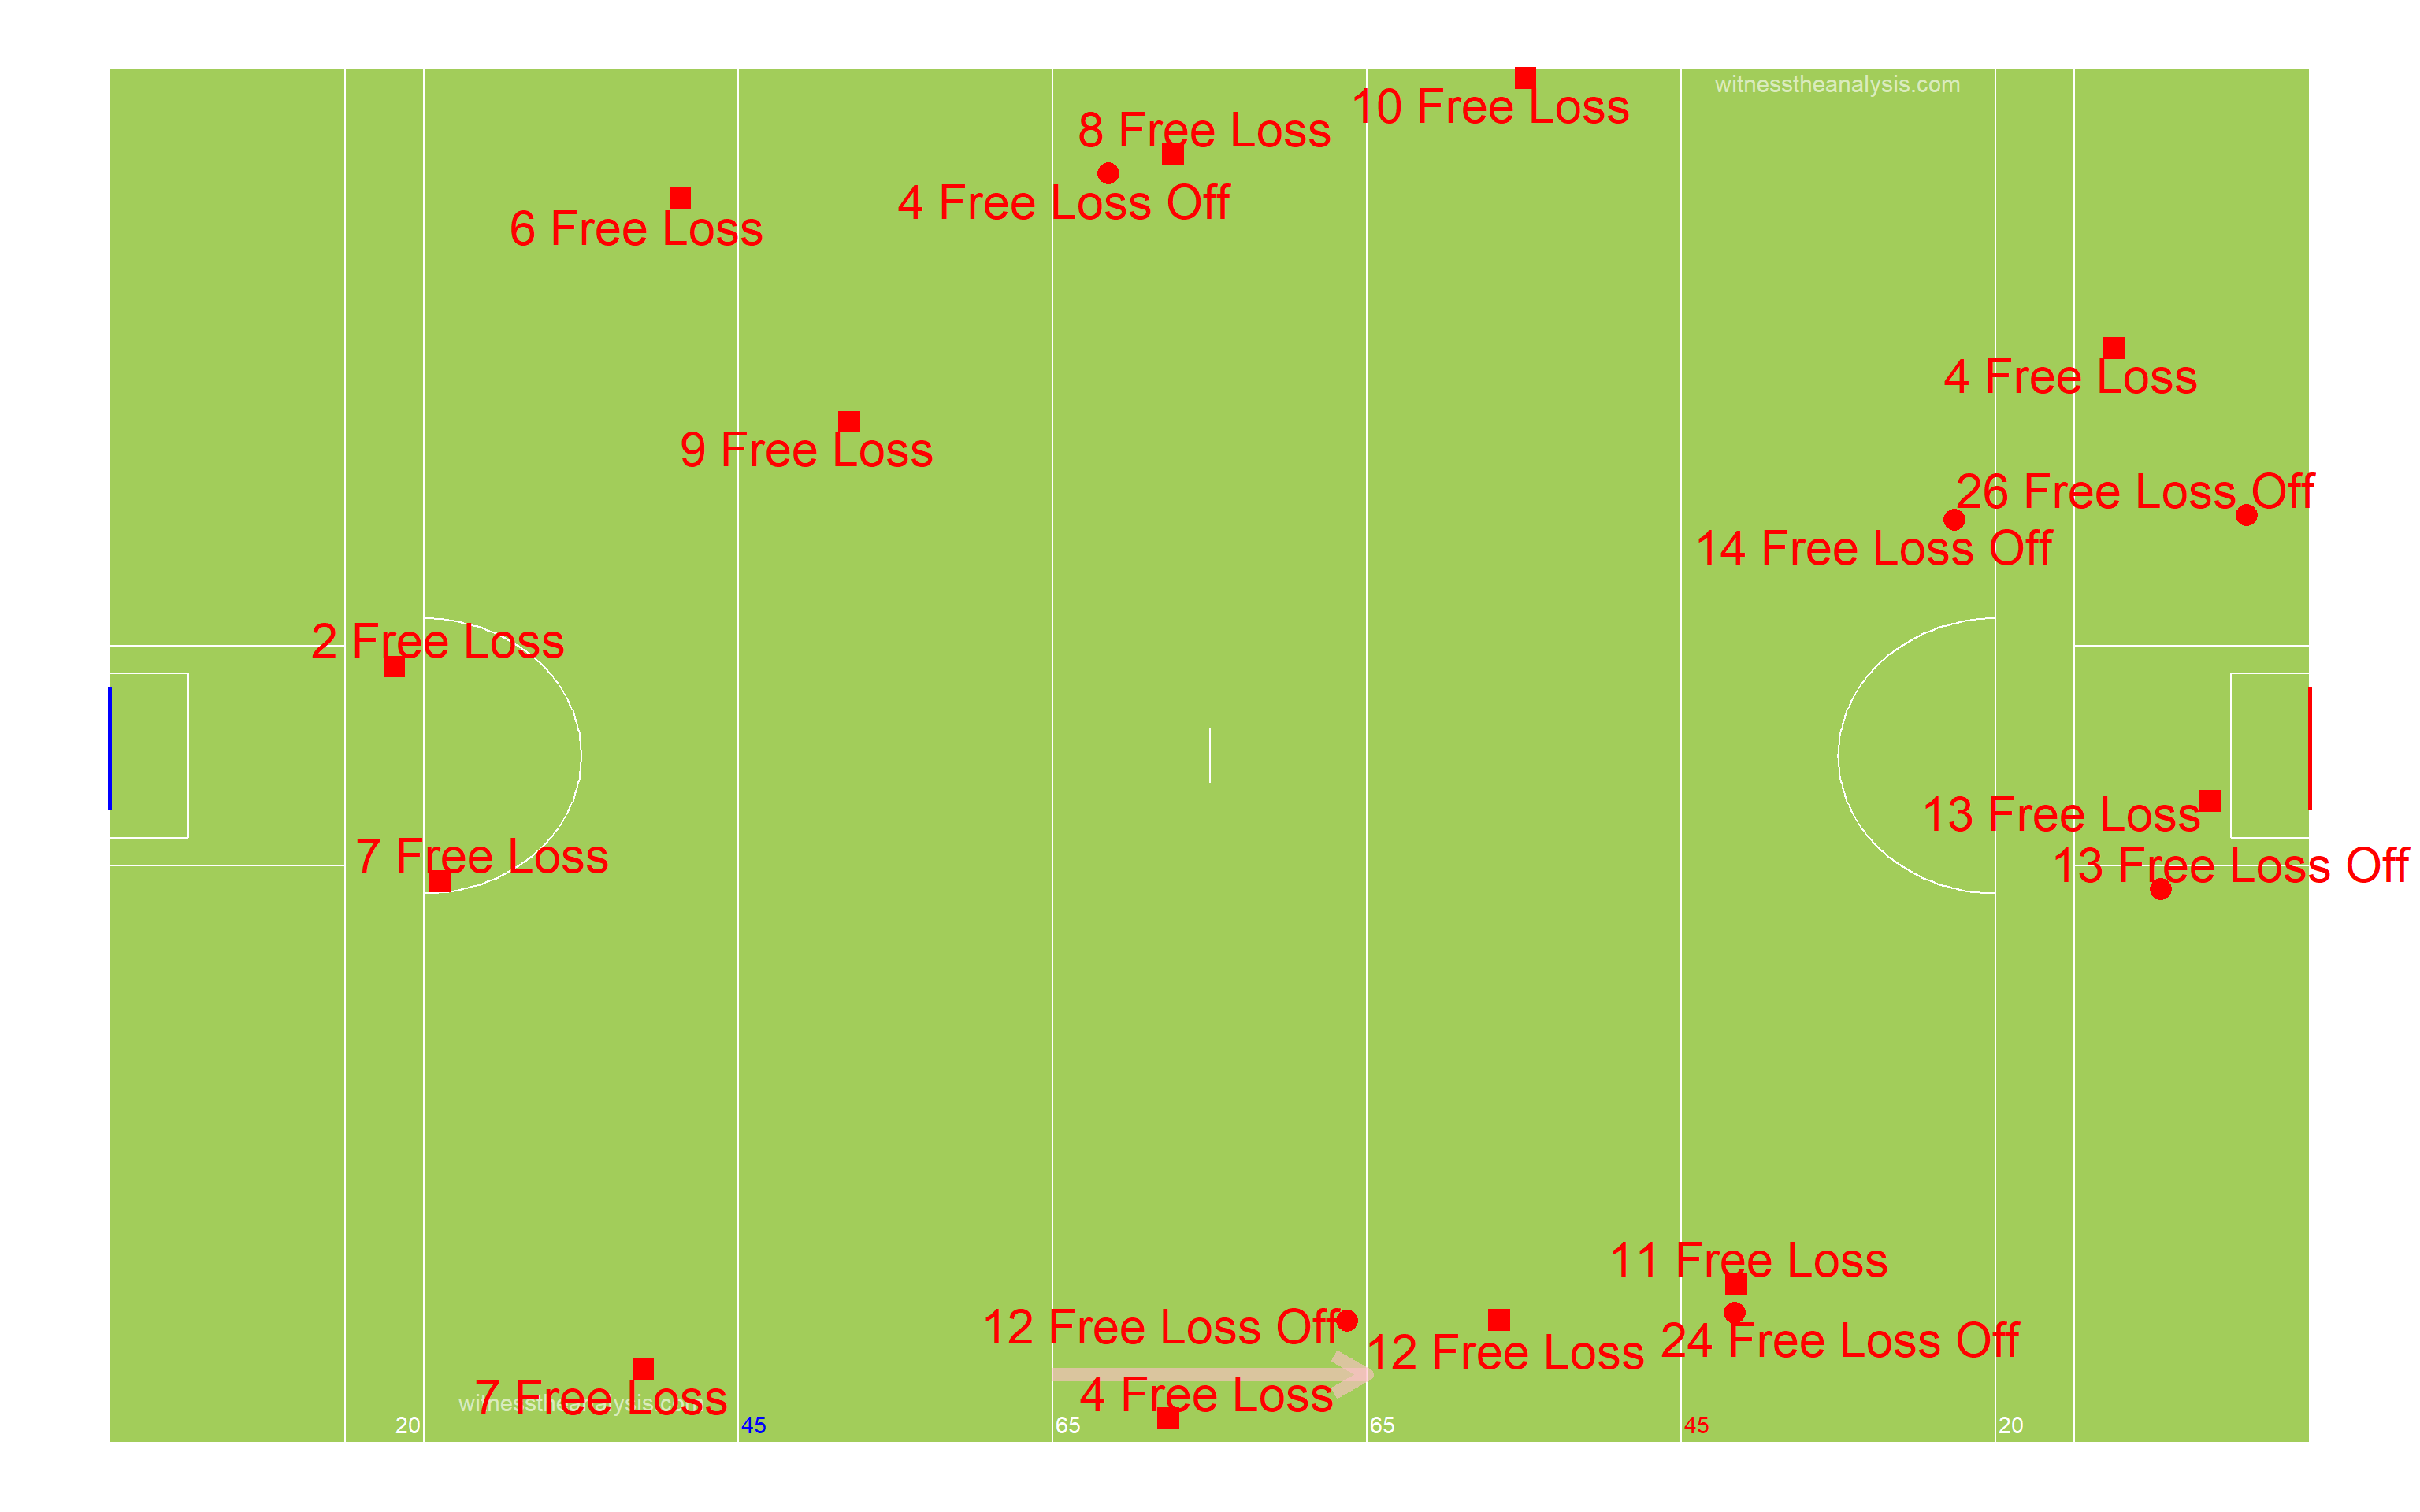 witnesstheanalysis.com
10 Free Loss
8 Free Loss
4 Free Loss Off
6 Free Loss
4 Free Loss
9 Free Loss
26 Free Loss Off
14 Free Loss Off
2 Free Loss
13 Free Loss
7 Free Loss
13 Free Loss Off
11 Free Loss
12 Free Loss Off
24 Free Loss Off
12 Free Loss
4 Free Loss
7 Free Loss
witnesstheanalysis.com
20
45
65
65
45
20